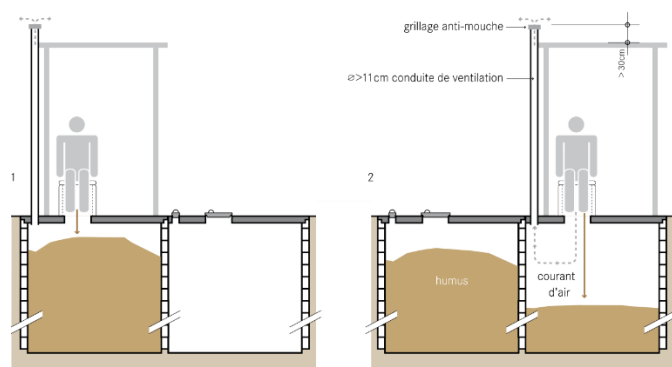 grillage anti-mouche
> 30cm
⌀>11cm conduite de ventilation
1
2
humus
courant
d'air